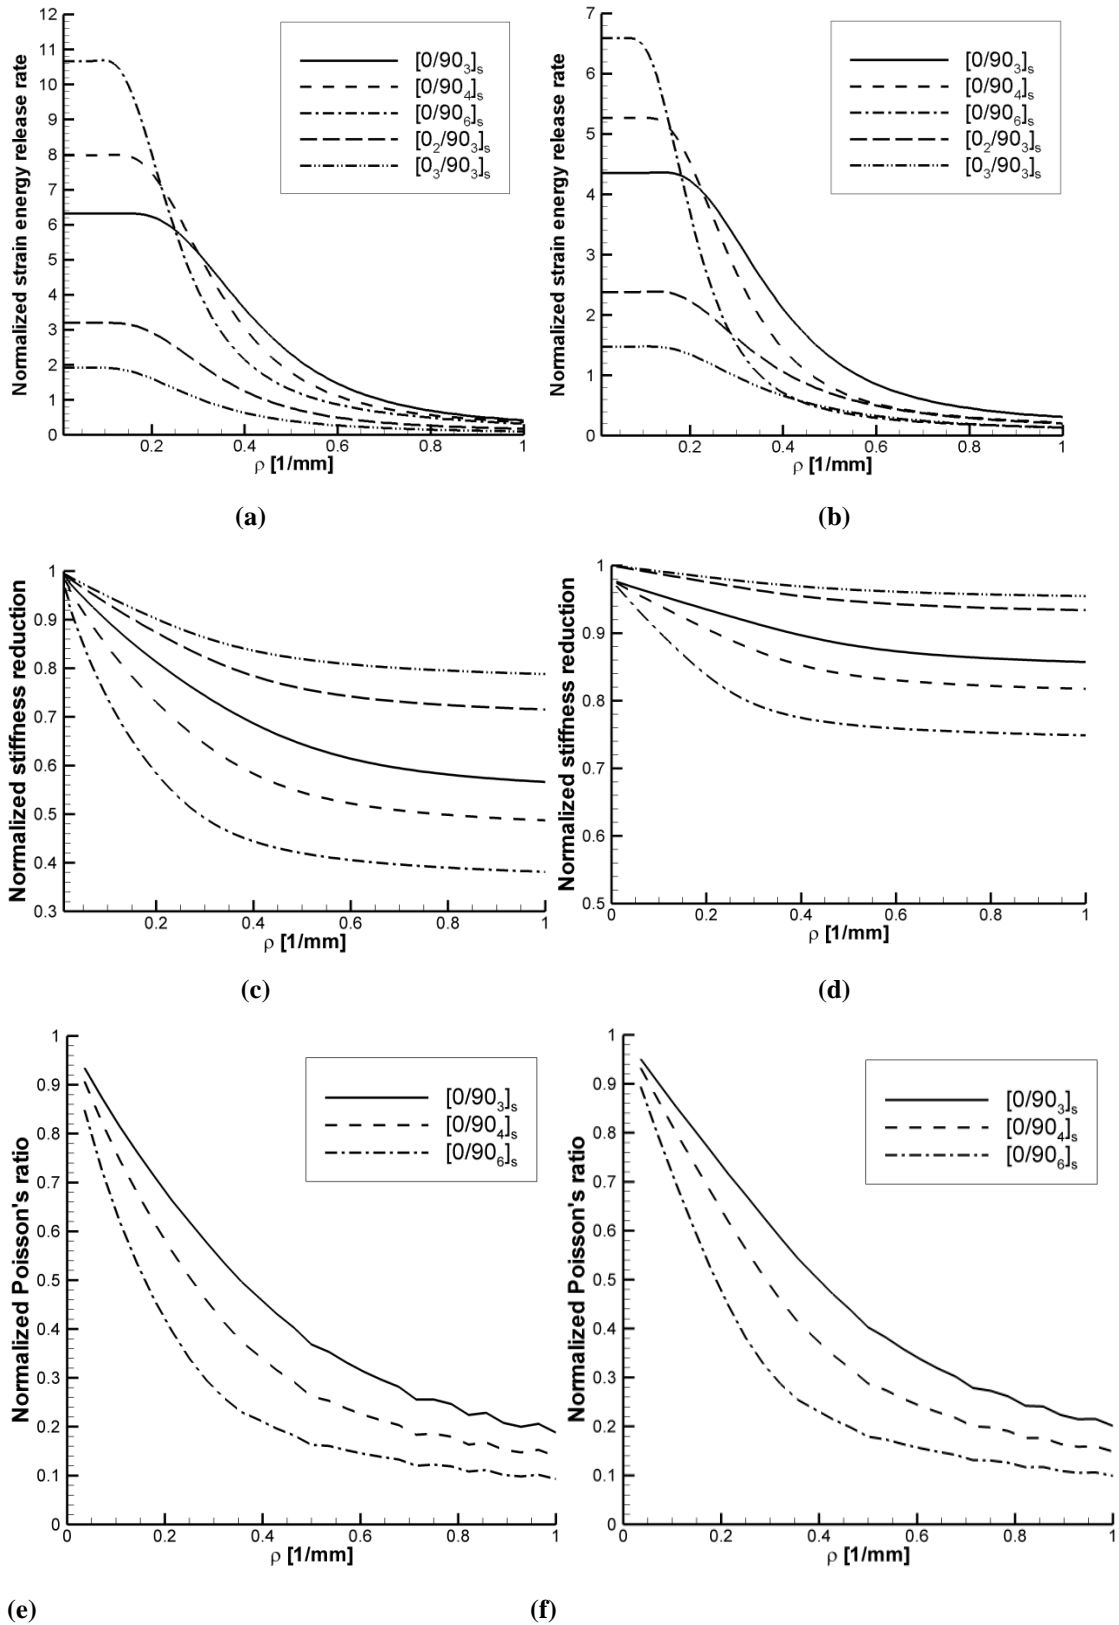 Normalized strain energy release rate
12
11
10
9
8
7
6
5
4
3
2
1
0
0.2
0.4
0.6
0.8
1
ρ [1/mm]
[0/90₃]ₛ
[0/90₄]ₛ
[0/90₆]ₛ
[0₂/90₃]ₛ
[0₃/90₃]ₛ
(a)
Normalized strain energy release rate
7
6
5
4
3
2
1
0
0.2
0.4
0.6
0.8
1
ρ [1/mm]
[0/90₃]ₛ
[0/90₄]ₛ
[0/90₆]ₛ
[0₂/90₃]ₛ
[0₃/90₃]ₛ
(b)
Normalized stiffness reduction
1
0.9
0.8
0.7
0.6
0.5
0.4
0.3
0.2
0.4
0.6
0.8
1
ρ [1/mm]
(c)
Normalized stiffness reduction
1
0.9
0.8
0.7
0.6
0.5
0
0.2
0.4
0.6
0.8
1
ρ [1/mm]
(d)
Normalized Poisson's ratio
1
0.9
0.8
0.7
0.6
0.5
0.4
0.3
0.2
0.1
0
0
0.2
0.4
0.6
0.8
1
ρ [1/mm]
[0/90₃]ₛ
[0/90₄]ₛ
[0/90₆]ₛ
(e)
Normalized Poisson's ratio
1
0.9
0.8
0.7
0.6
0.5
0.4
0.3
0.2
0.1
0
0
0.2
0.4
0.6
0.8
1
ρ [1/mm]
[0/90₃]ₛ
[0/90₄]ₛ
[0/90₆]ₛ
(f)